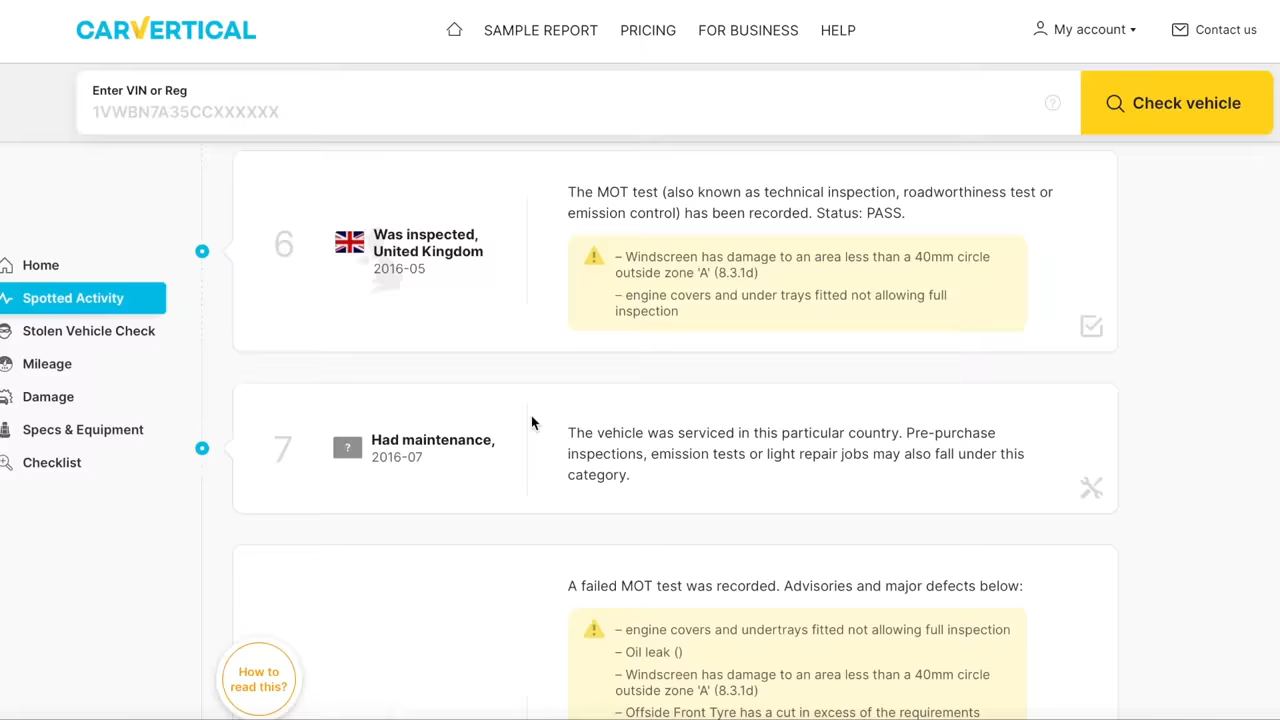 CARVERTICAL
SAMPLE REPORT
PRICING
FOR BUSINESS
HELP
My account
Contact us
Enter VIN or Reg
1VWBN7A35CCXXXXXX
?
Check vehicle
Home
Spotted Activity
Stolen Vehicle Check
Mileage
Damage
Specs & Equipment
Checklist
6
Was inspected,
United Kingdom
2016-05
The MOT test (also known as technical inspection, roadworthiness test or
emission control) has been recorded. Status: PASS.
– Windscreen has damage to an area less than a 40mm circle
outside zone 'A' (8.3.1d)
– engine covers and under trays fitted not allowing full
inspection
7
?
Had maintenance,
2016-07
The vehicle was serviced in this particular country. Pre-purchase
inspections, emission tests or light repair jobs may also fall under this
category.
A failed MOT test was recorded. Advisories and major defects below:
– engine covers and undertrays fitted not allowing full inspection
– Oil leak ()
– Windscreen has damage to an area less than a 40mm circle
outside zone 'A' (8.3.1d)
– Offside Front Tyre has a cut in excess of the requirements
How to
read this?